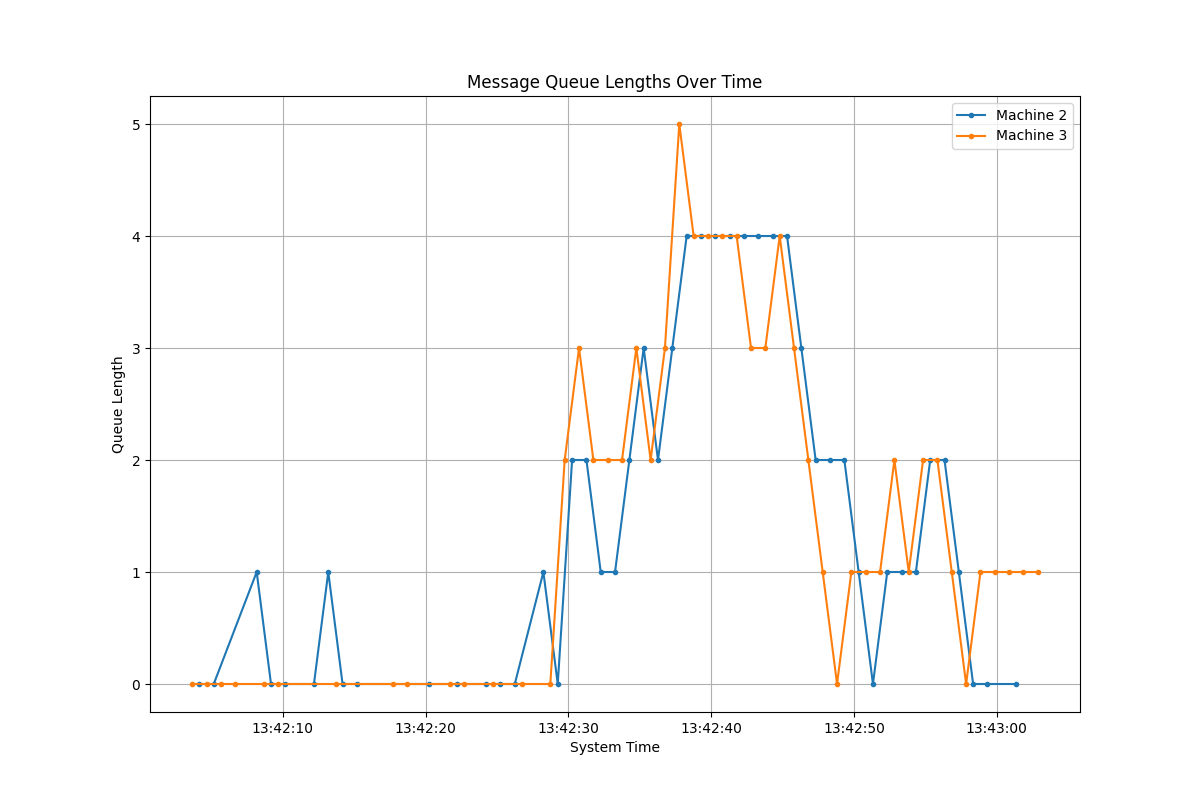 Message Queue Lengths Over Time
Machine 2
Machine 3
Queue Length
5
4
3
2
1
0
13:42:10 13:42:20 13:42:30 13:42:40 13:42:50 13:43:00
System Time